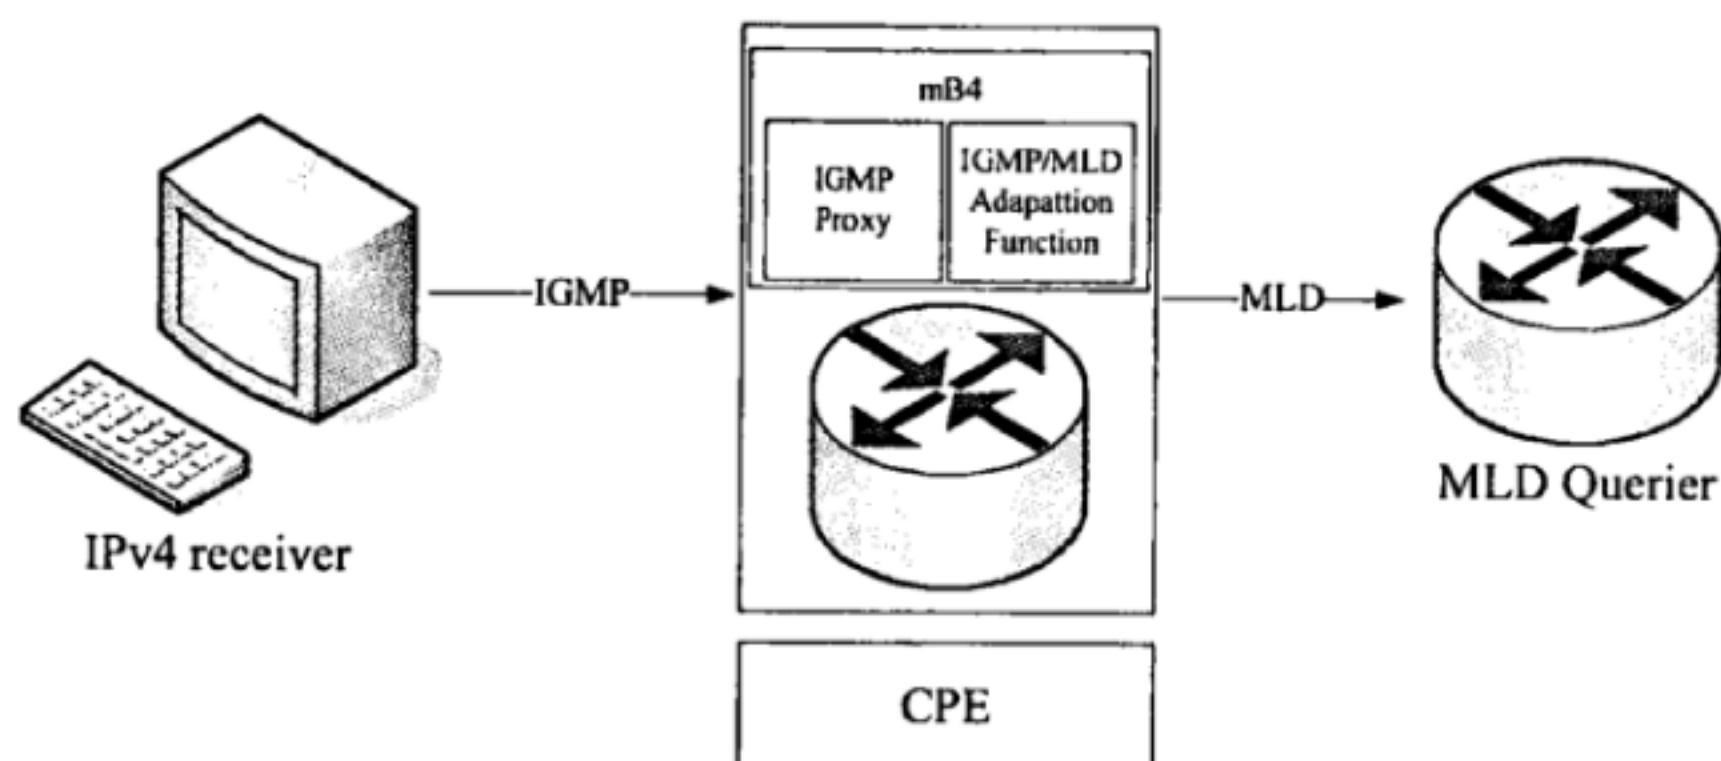 mB4
IGMP
Proxy
IGMP/MLD
Adapattion
Function
IGMP
MLD
IPv4 receiver
MLD Querier
CPE